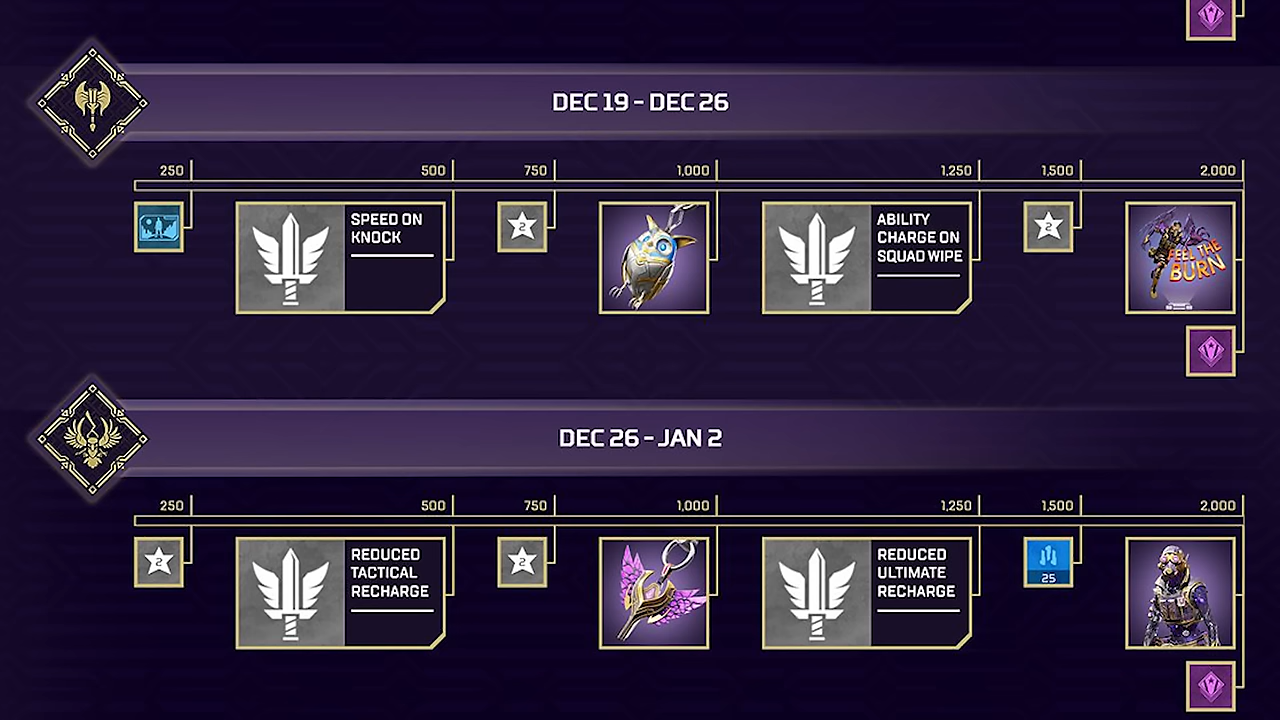 DEC 19 - DEC 26
250
500
750
1,000
1,250
1,500
2,000
SPEED ON
KNOCK
2
ABILITY
CHARGE ON
SQUAD WIPE
2
FEEL THE
BURN
DEC 26 - JAN 2
250
500
750
1,000
1,250
1,500
2,000
2
REDUCED
TACTICAL
RECHARGE
2
REDUCED
ULTIMATE
RECHARGE
25